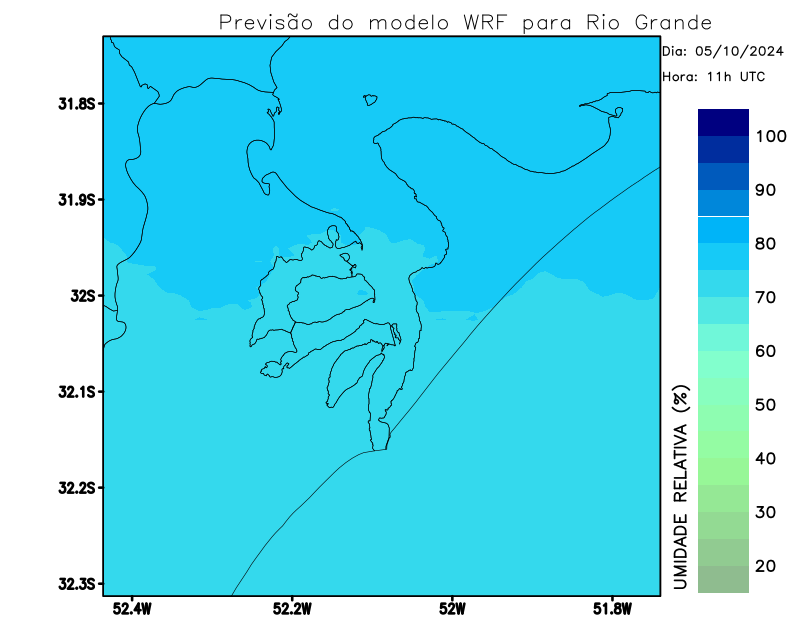 Previsão do modelo WRF para Rio Grande
Dia: 05/10/2024
Hora: 11h UTC
31.8S
31.9S
32S
32.1S
32.2S
32.3S
52.4W
52.2W
52W
51.8W
100
90
80
70
60
50
40
30
20
UMIDADE RELATIVA (%)